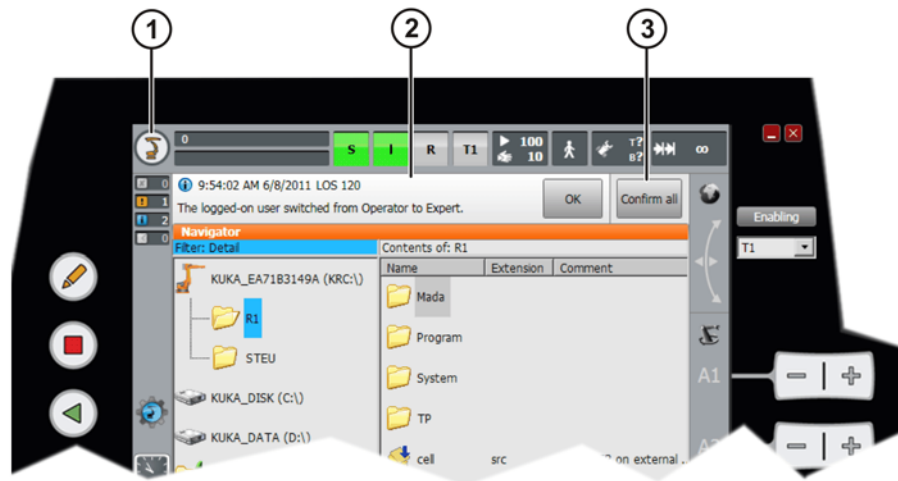 1 2 3
0
S I R T1 100 10 T? B? ∞
0 9:54:02 AM 6/8/2011 LOS 120
1 The logged-on user switched from Operator to Expert. OK Confirm all
2
0
Navigator
Filter: Detail Contents of: R1
Name Extension Comment
KUKA_EA71B3149A (KRC:\) Mada
R1 Program
STEU System
KUKA_DISK (C:\) TP
KUKA_DATA (D:\) cell src on external
Enabling
T1
A1